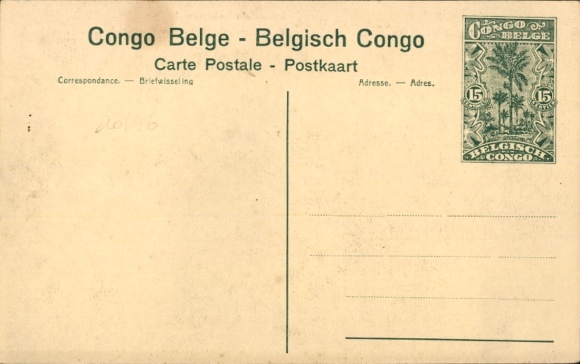 Congo Belge - Belgisch Congo
Carte Postale - Postkaart
Correspondance. — Briefwisseling
Adresse. — Adres.
CONGO
BELGE
15 15
BELGISCH
CONGO